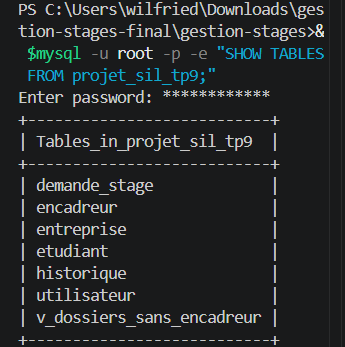 PS C:\Users\wilfried\Downloads\ges
tion-stages-final\gestion-stages>&
 $mysql -u root -p -e "SHOW TABLES
 FROM projet_sil_tp9;"
Enter password: ************
+---------------------------+
| Tables_in_projet_sil_tp9  |
+---------------------------+
| demande_stage             |
| encadreur                 |
| entreprise                |
| etudiant                  |
| historique                |
| utilisateur               |
| v_dossiers_sans_encadreur |
+---------------------------+